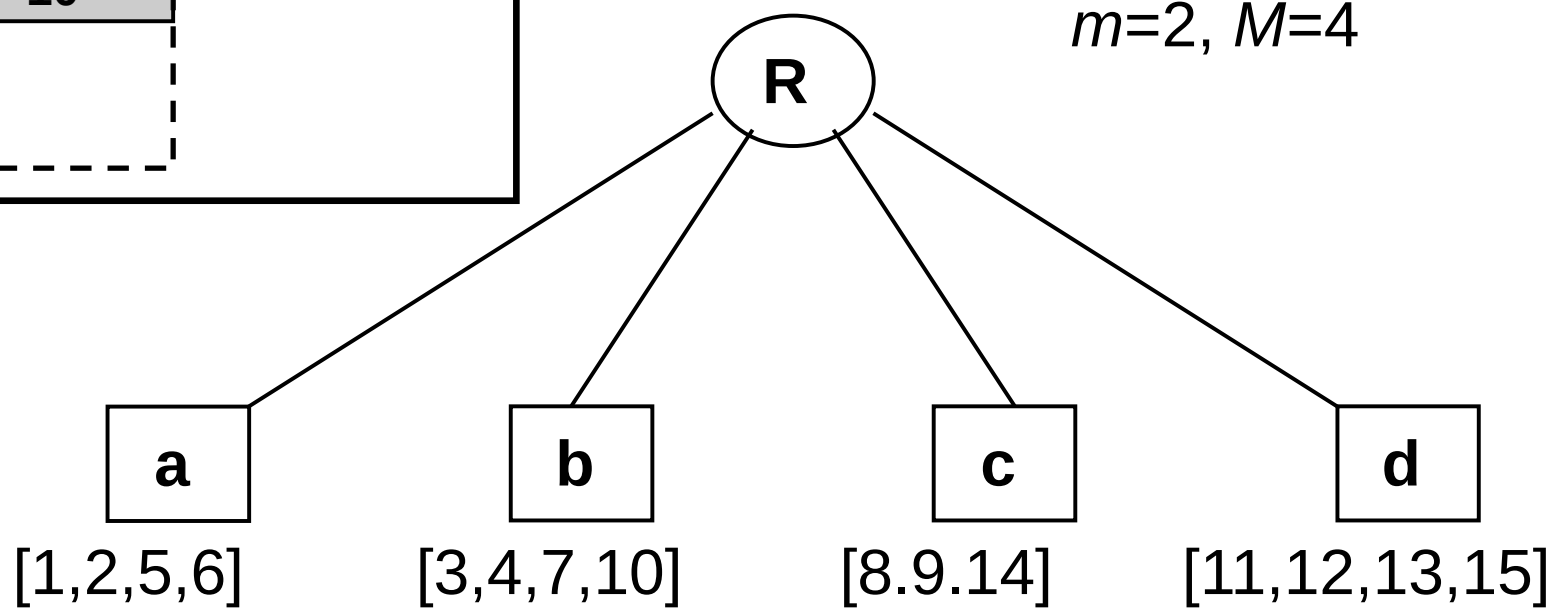 m=2, M=4
R
a b c d
[1,2,5,6] [3,4,7,10] [8.9.14] [11,12,13,15]